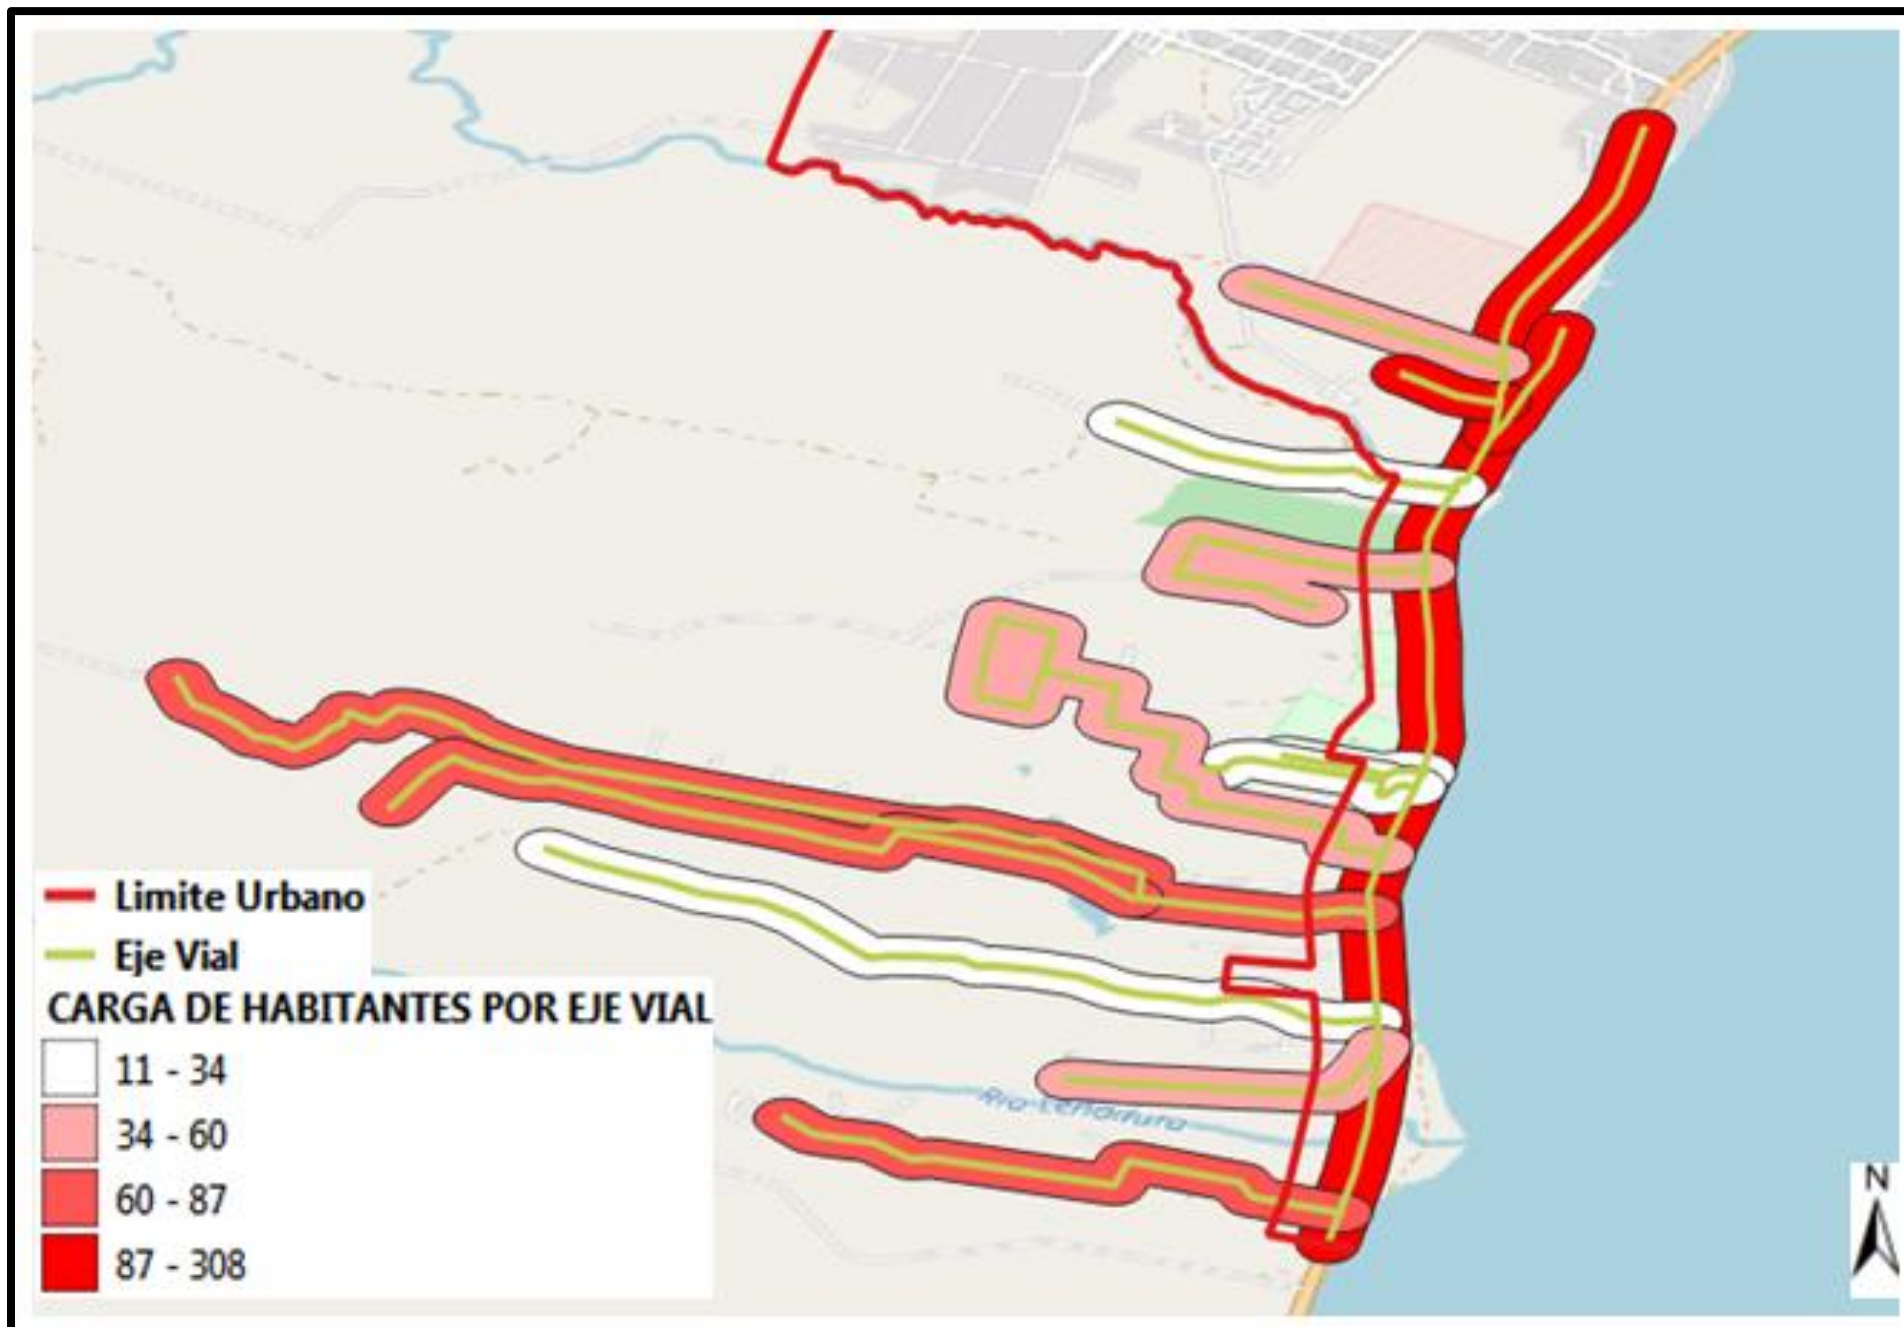 Limite Urbano
Eje Vial
CARGA DE HABITANTES POR EJE VIAL
11 - 34
34 - 60
60 - 87
87 - 308
N